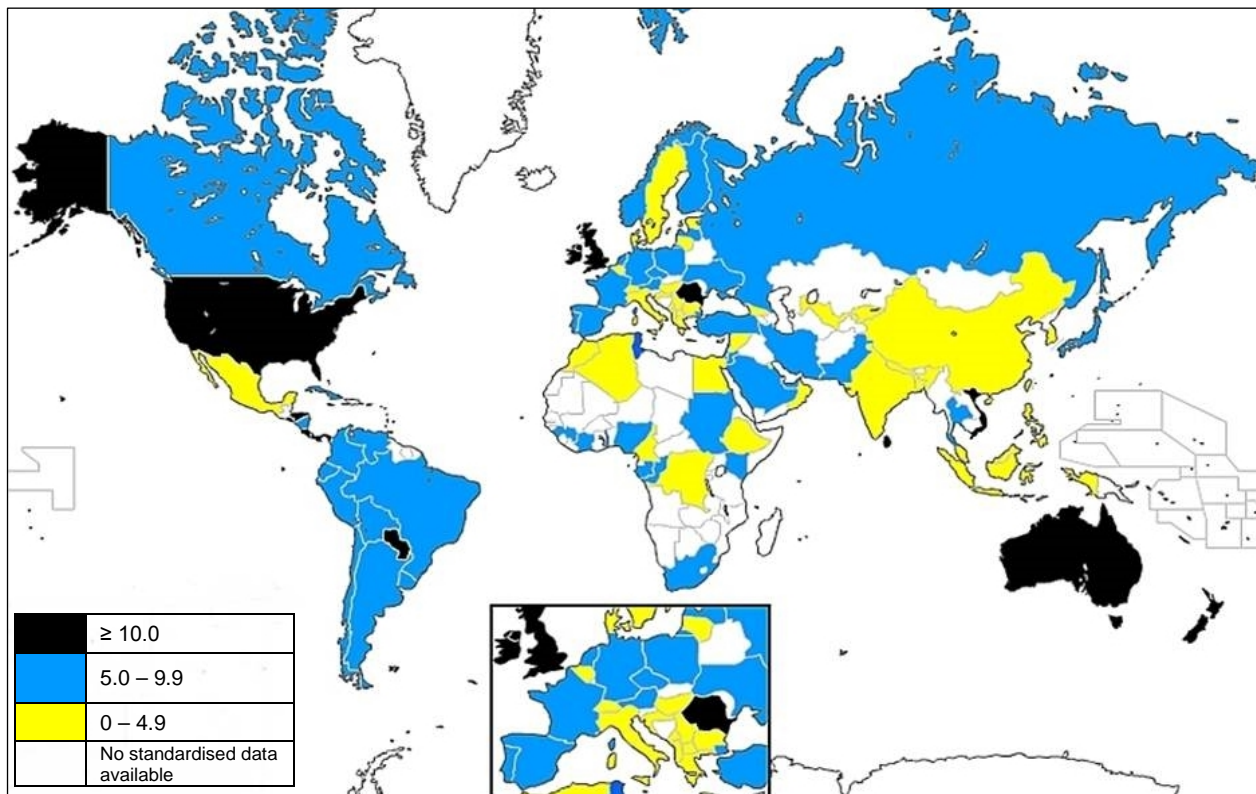 ≥ 10.0
5.0 – 9.9
0 – 4.9
No standardised data
available